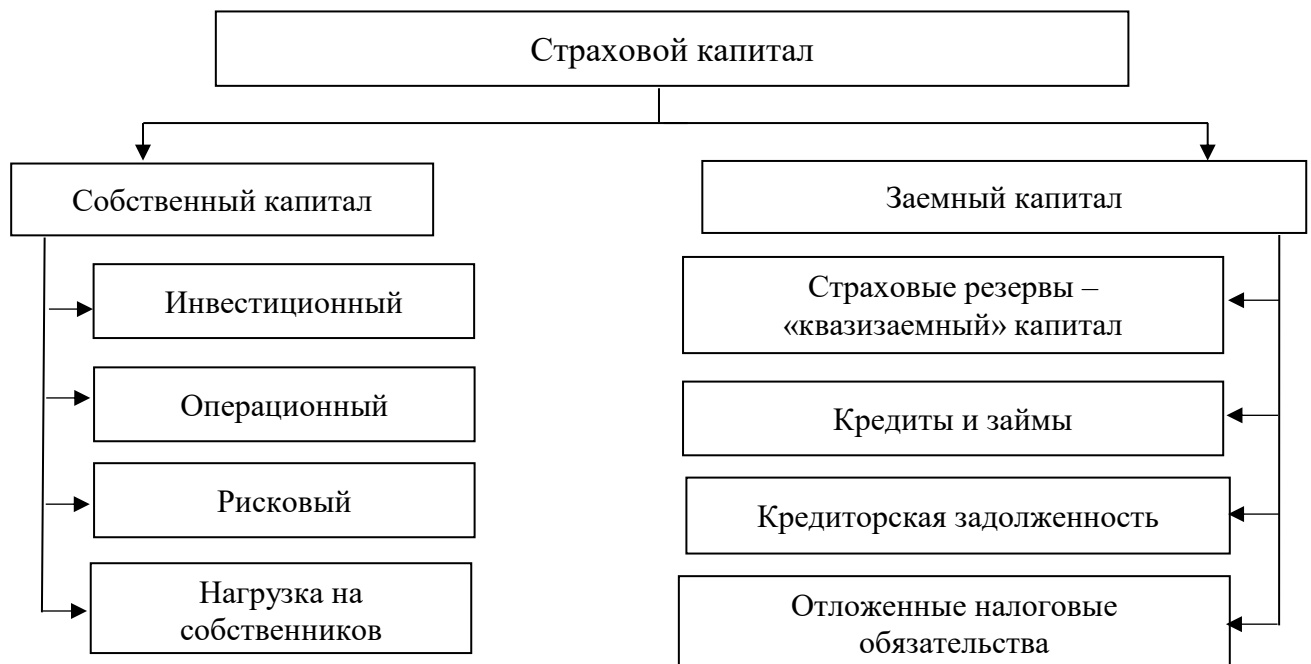 Страховой капитал
Собственный капитал
Заемный капитал
Инвестиционный
Операционный
Рисковый
Нагрузка на
собственников
Страховые резервы –
«квазизаемный» капитал
Кредиты и займы
Кредиторская задолженность
Отложенные налоговые
обязательства